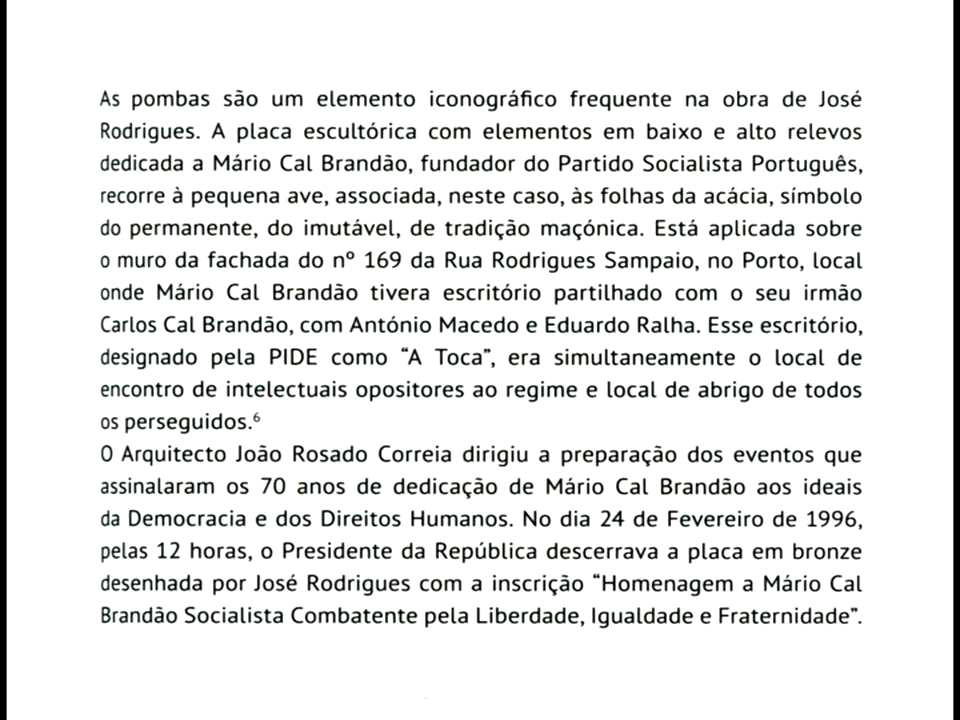 As pombas são um elemento iconográfico frequente na obra de José
Rodrigues. A placa escultórica com elementos em baixo e alto relevos
dedicada a Mário Cal Brandão, fundador do Partido Socialista Português,
recorre à pequena ave, associada, neste caso, às folhas da acácia, símbolo
do permanente, do imutável, de tradição maçónica. Está aplicada sobre
o muro da fachada do nº 169 da Rua Rodrigues Sampaio, no Porto, local
onde Mário Cal Brandão tivera escritório partilhado com o seu irmão
Carlos Cal Brandão, com António Macedo e Eduardo Ralha. Esse escritório,
designado pela PIDE como “A Toca”, era simultaneamente o local de
encontro de intelectuais opositores ao regime e local de abrigo de todos
os perseguidos.⁶
O Arquitecto João Rosado Correia dirigiu a preparação dos eventos que
assinalaram os 70 anos de dedicação de Mário Cal Brandão aos ideais
da Democracia e dos Direitos Humanos. No dia 24 de Fevereiro de 1996,
pelas 12 horas, o Presidente da República descerrava a placa em bronze
desenhada por José Rodrigues com a inscrição “Homenagem a Mário Cal
Brandão Socialista Combatente pela Liberdade, Igualdade e Fraternidade”.